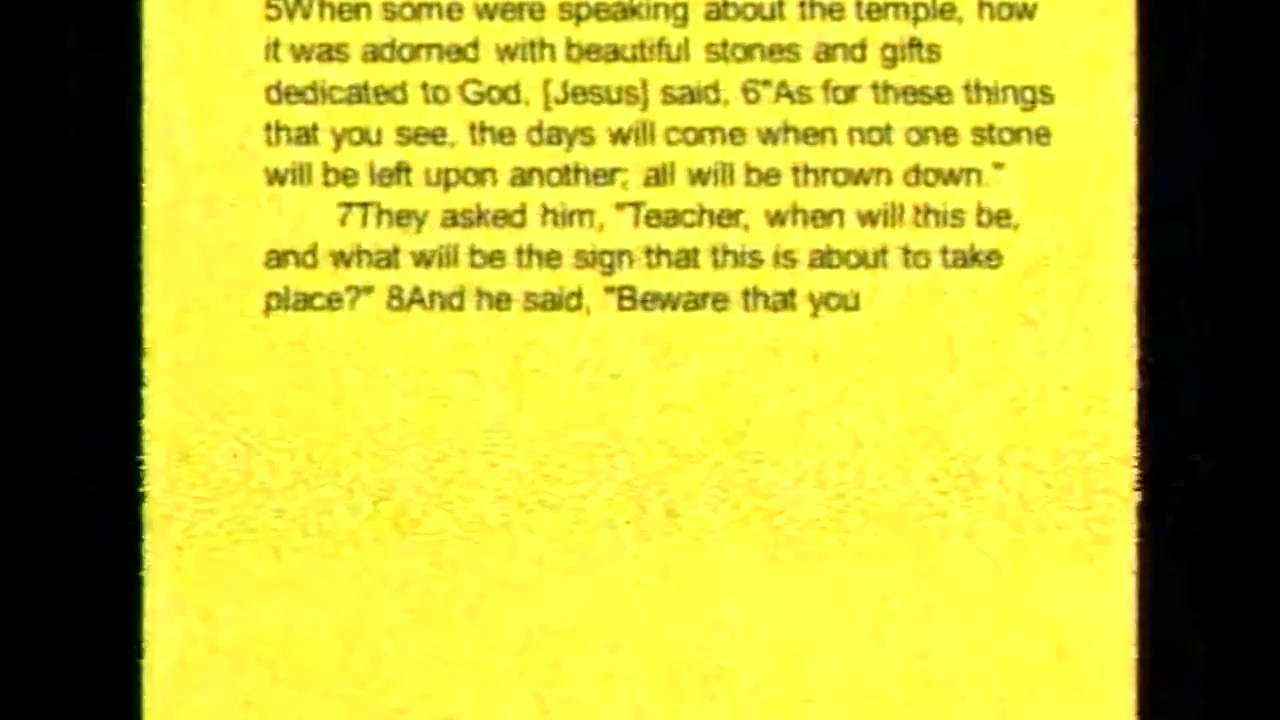 5When some were speaking about the temple, how
it was adorned with beautiful stones and gifts
dedicated to God, [Jesus] said, 6"As for these things
that you see, the days will come when not one stone
will be left upon another; all will be thrown down."
7They asked him, "Teacher, when will this be,
and what will be the sign that this is about to take
place?" 8And he said, "Beware that you